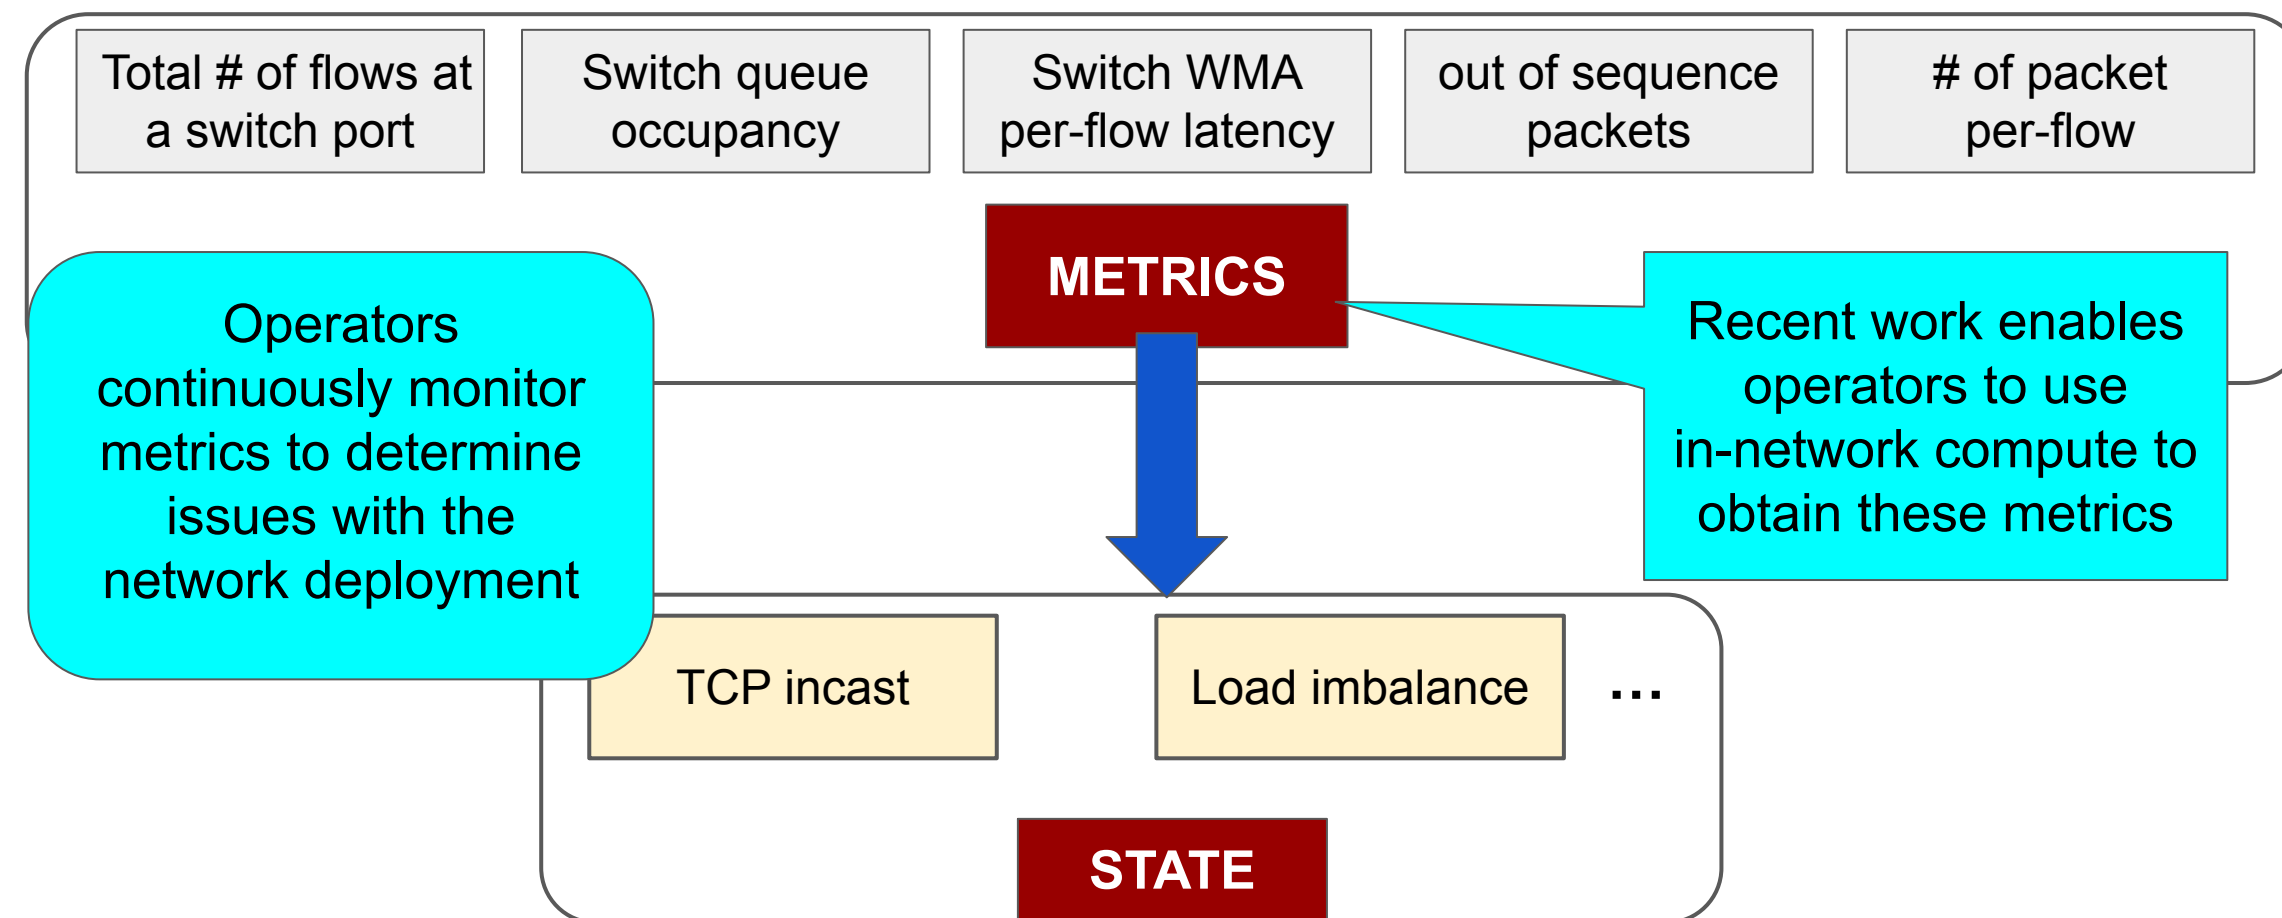 Total # of flows at
a switch port
Switch queue
occupancy
Switch WMA
per-flow latency
out of sequence
packets
# of packet
per-flow
METRICS
Operators
continuously monitor
metrics to determine
issues with the
network deployment
Recent work enables
operators to use
in-network compute to
obtain these metrics
TCP incast
Load imbalance
...
STATE